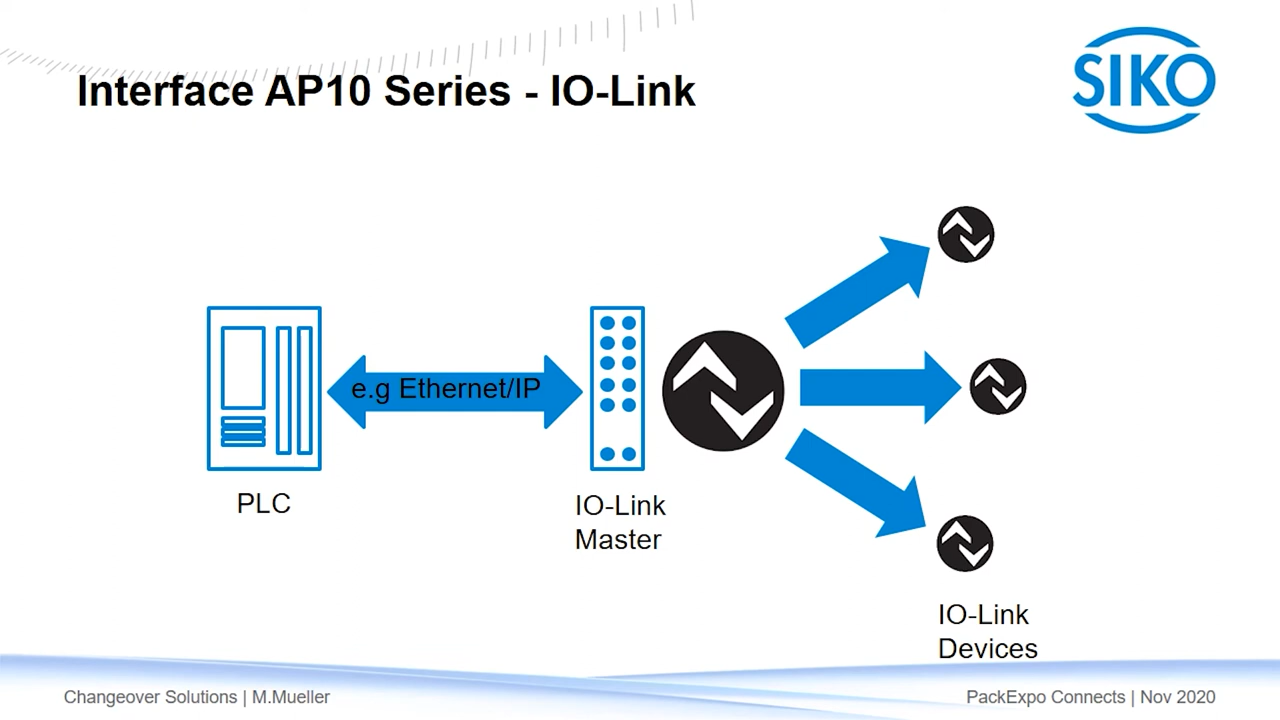 Interface AP10 Series - IO-Link
SIKO
e.g Ethernet/IP
PLC
IO-Link
Master
IO-Link
Devices
Changeover Solutions | M.Mueller
PackExpo Connects | Nov 2020